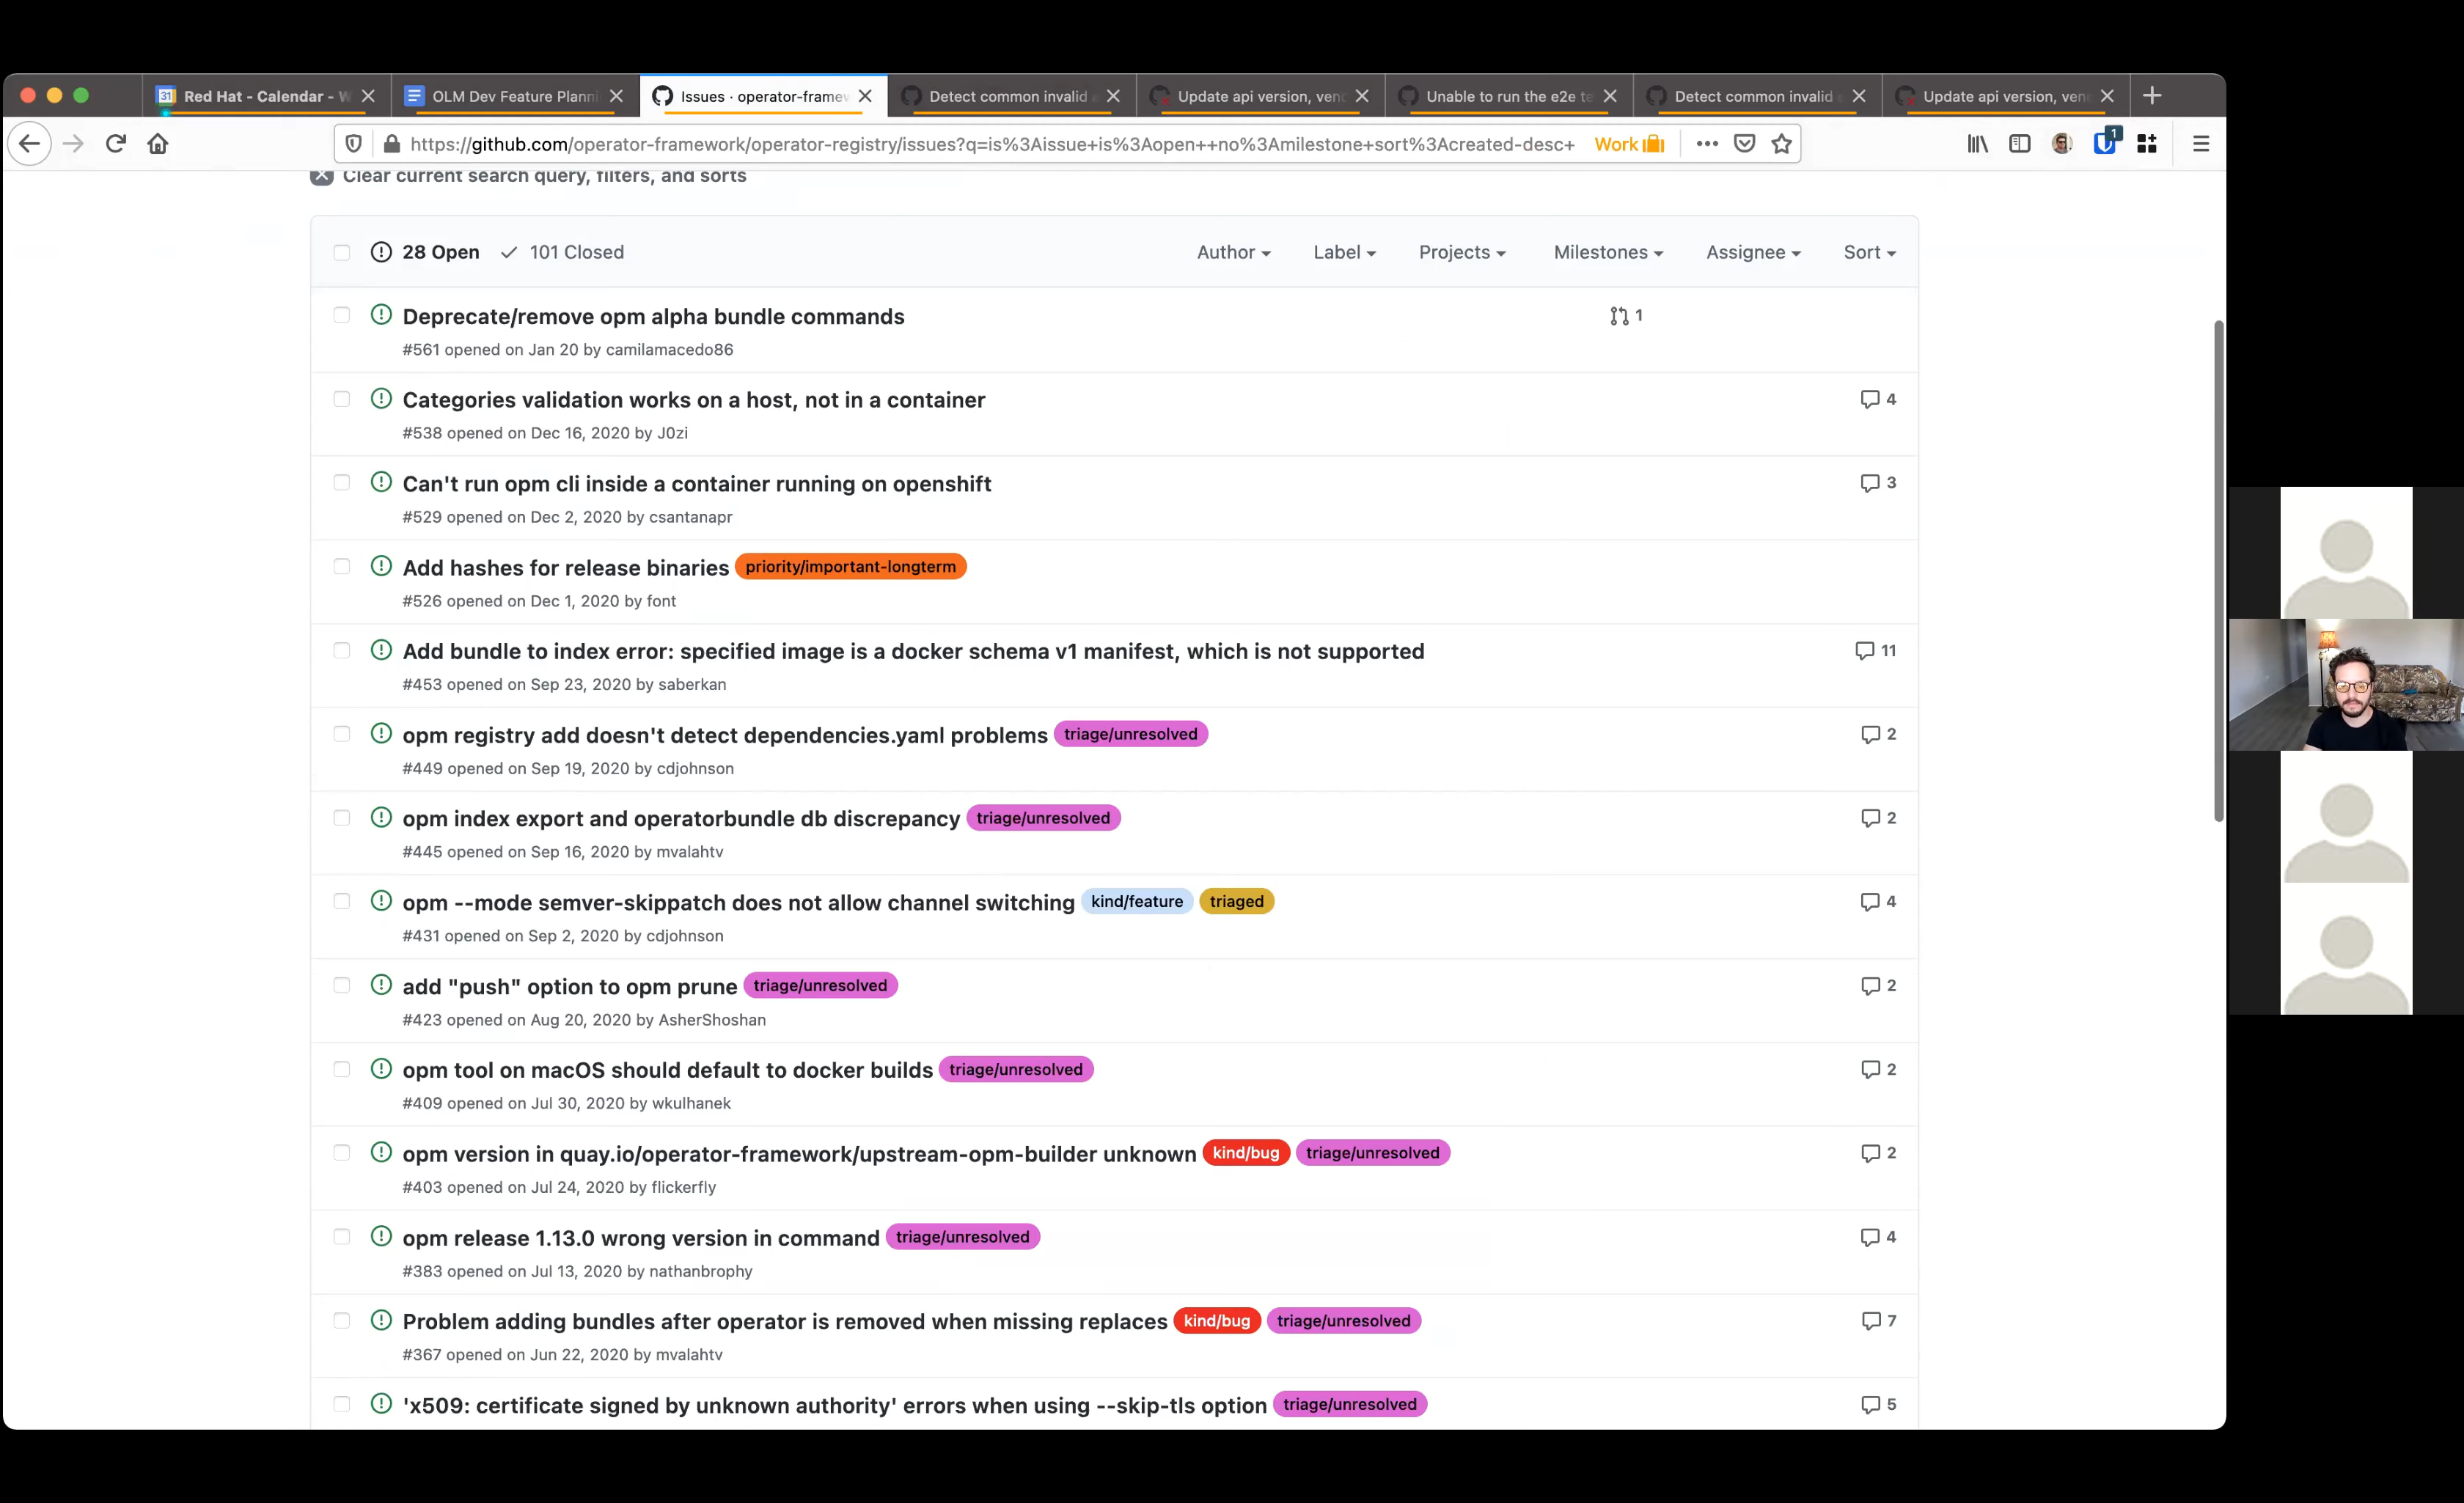 Red Hat - Calendar - W
OLM Dev Feature Planni
Issues · operator-framew
Detect common invalid
Update api version, vend
Unable to run the e2e te
Detect common invalid
Update api version, vend
https://github.com/operator-framework/operator-registry/issues?q=is%3Aissue+is%3Aopen++no%3Amilestone+sort%3Acreated-desc+
Work
1
Clear current search query, filters, and sorts
28 Open 101 Closed Author Label Projects Milestones Assignee Sort
Deprecate/remove opm alpha bundle commands 1
#561 opened on Jan 20 by camilamacedo86
Categories validation works on a host, not in a container 4
#538 opened on Dec 16, 2020 by J0zi
Can't run opm cli inside a container running on openshift 3
#529 opened on Dec 2, 2020 by csantanapr
Add hashes for release binaries priority/important-longterm
#526 opened on Dec 1, 2020 by font
Add bundle to index error: specified image is a docker schema v1 manifest, which is not supported 11
#453 opened on Sep 23, 2020 by saberkan
opm registry add doesn't detect dependencies.yaml problems triage/unresolved 2
#449 opened on Sep 19, 2020 by cdjohnson
opm index export and operatorbundle db discrepancy triage/unresolved 2
#445 opened on Sep 16, 2020 by mvalahtv
opm --mode semver-skippatch does not allow channel switching kind/feature triaged 4
#431 opened on Sep 2, 2020 by cdjohnson
add "push" option to opm prune triage/unresolved 2
#423 opened on Aug 20, 2020 by AsherShoshan
opm tool on macOS should default to docker builds triage/unresolved 2
#409 opened on Jul 30, 2020 by wkulhanek
opm version in quay.io/operator-framework/upstream-opm-builder unknown kind/bug triage/unresolved 2
#403 opened on Jul 24, 2020 by flickerfly
opm release 1.13.0 wrong version in command triage/unresolved 4
#383 opened on Jul 13, 2020 by nathanbrophy
Problem adding bundles after operator is removed when missing replaces kind/bug triage/unresolved 7
#367 opened on Jun 22, 2020 by mvalahtv
'x509: certificate signed by unknown authority' errors when using --skip-tls option triage/unresolved 5